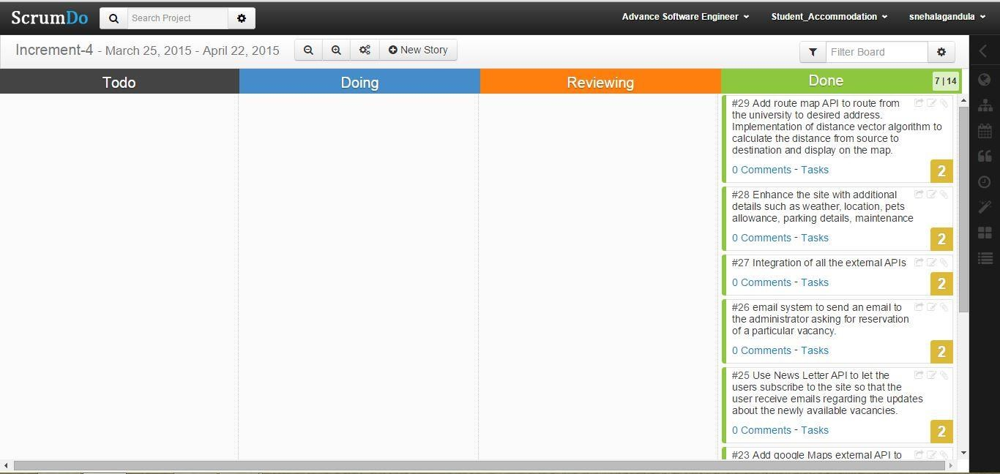 ScrumDo Search Project Advance Software Engineer Student_Accommodation snehalagandula
Increment-4 - March 25, 2015 - April 22, 2015 New Story Filter Board
Todo Doing Reviewing Done 7 | 14
#29 Add route map API to route from
the university to desired address.
Implementation of distance vector algorithm to
calculate the distance from source to
destination and display on the map.
0 Comments - Tasks 2
#28 Enhance the site with additional
details such as weather, location, pets
allowance, parking details, maintenance
0 Comments - Tasks 2
#27 Integration of all the external APIs
0 Comments - Tasks 2
#26 email system to send an email to
the administrator asking for reservation
of a particular vacancy.
0 Comments - Tasks 2
#25 Use News Letter API to let the
users subscribe to the site so that the
user receive emails regarding the updates
about the newly available vacancies.
0 Comments - Tasks 2
#23 Add google Maps external API to